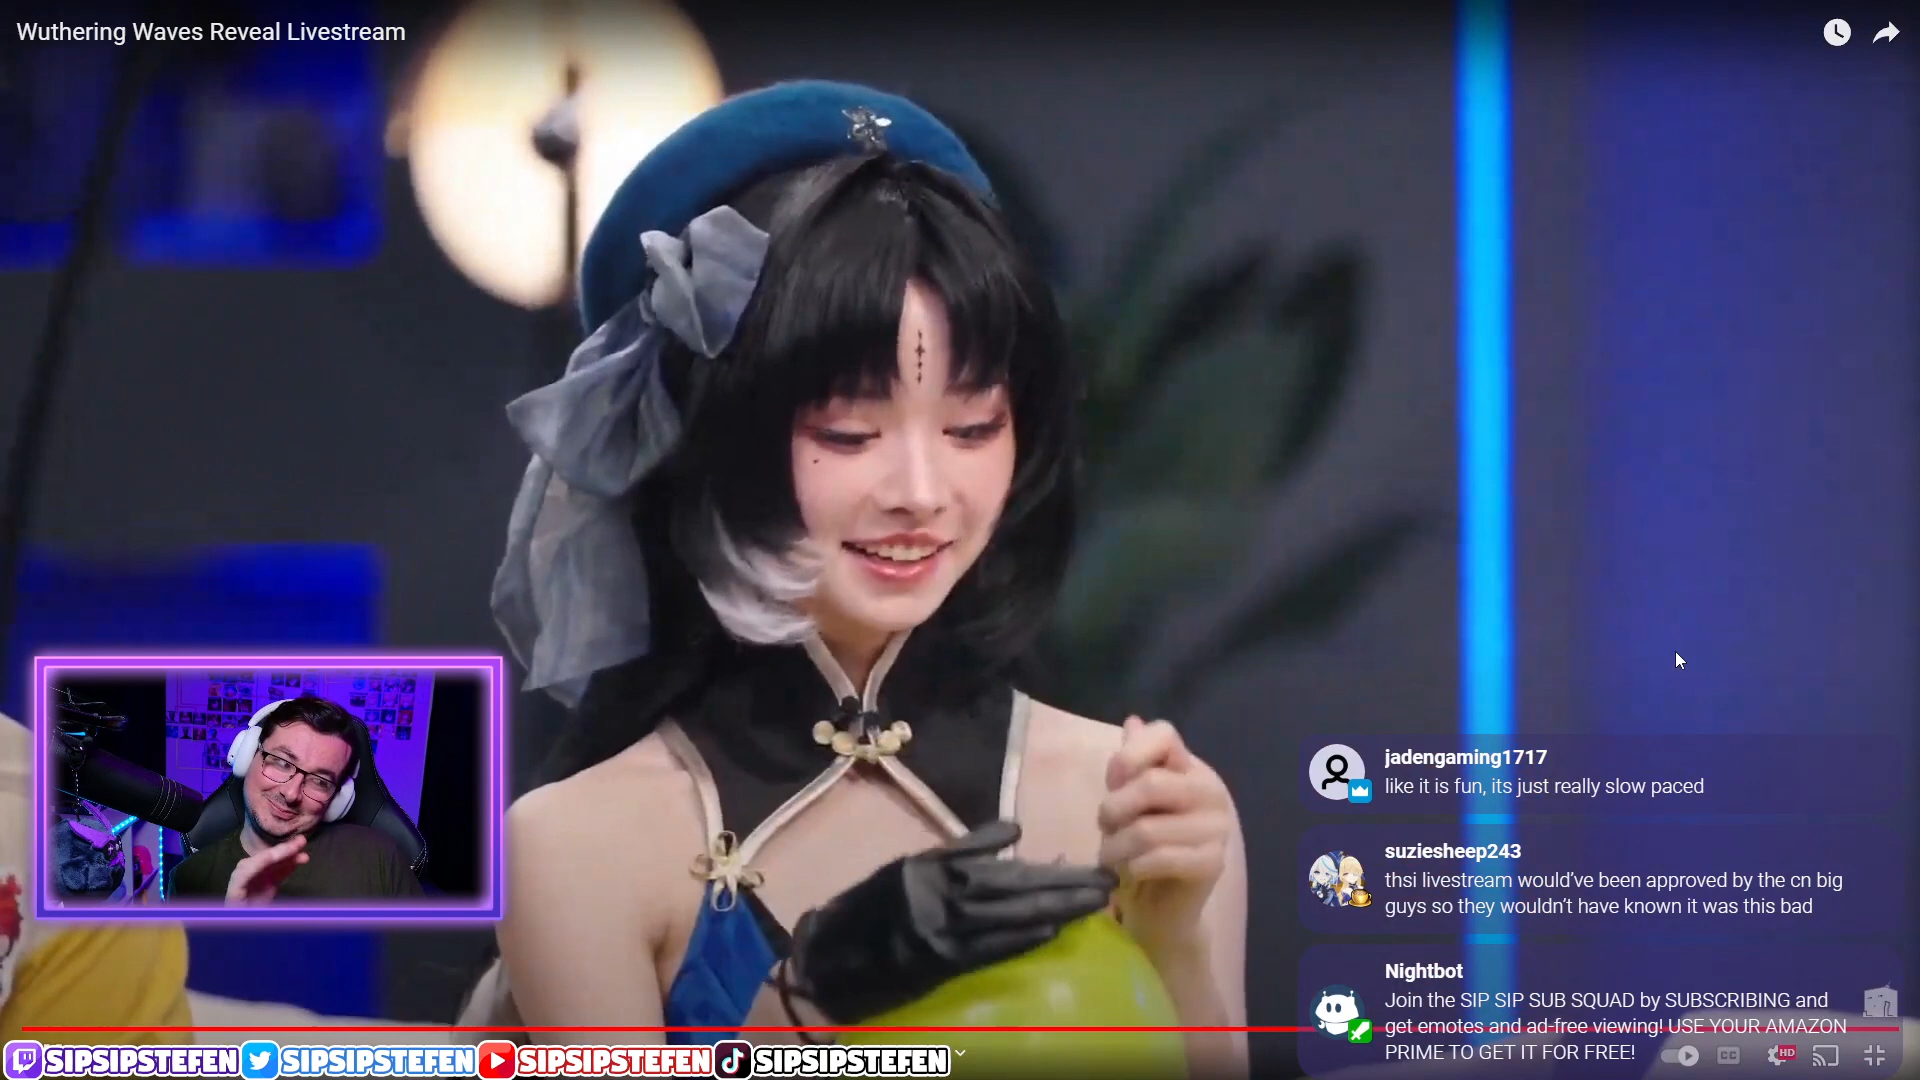 Wuthering Waves Reveal Livestream
jadengaming1717
like it is fun, its just really slow paced
suziesheep243
thsi livestream would've been approved by the cn big
guys so they wouldn't have known it was this bad
Nightbot
Join the SIP SIP SUB SQUAD by SUBSCRIBING and
get emotes and ad-free viewing! USE YOUR AMAZON
PRIME TO GET IT FOR FREE!
CC HD
SIPSIPSTEFEN SIPSIPSTEFEN SIPSIPSTEFEN SIPSIPSTEFEN